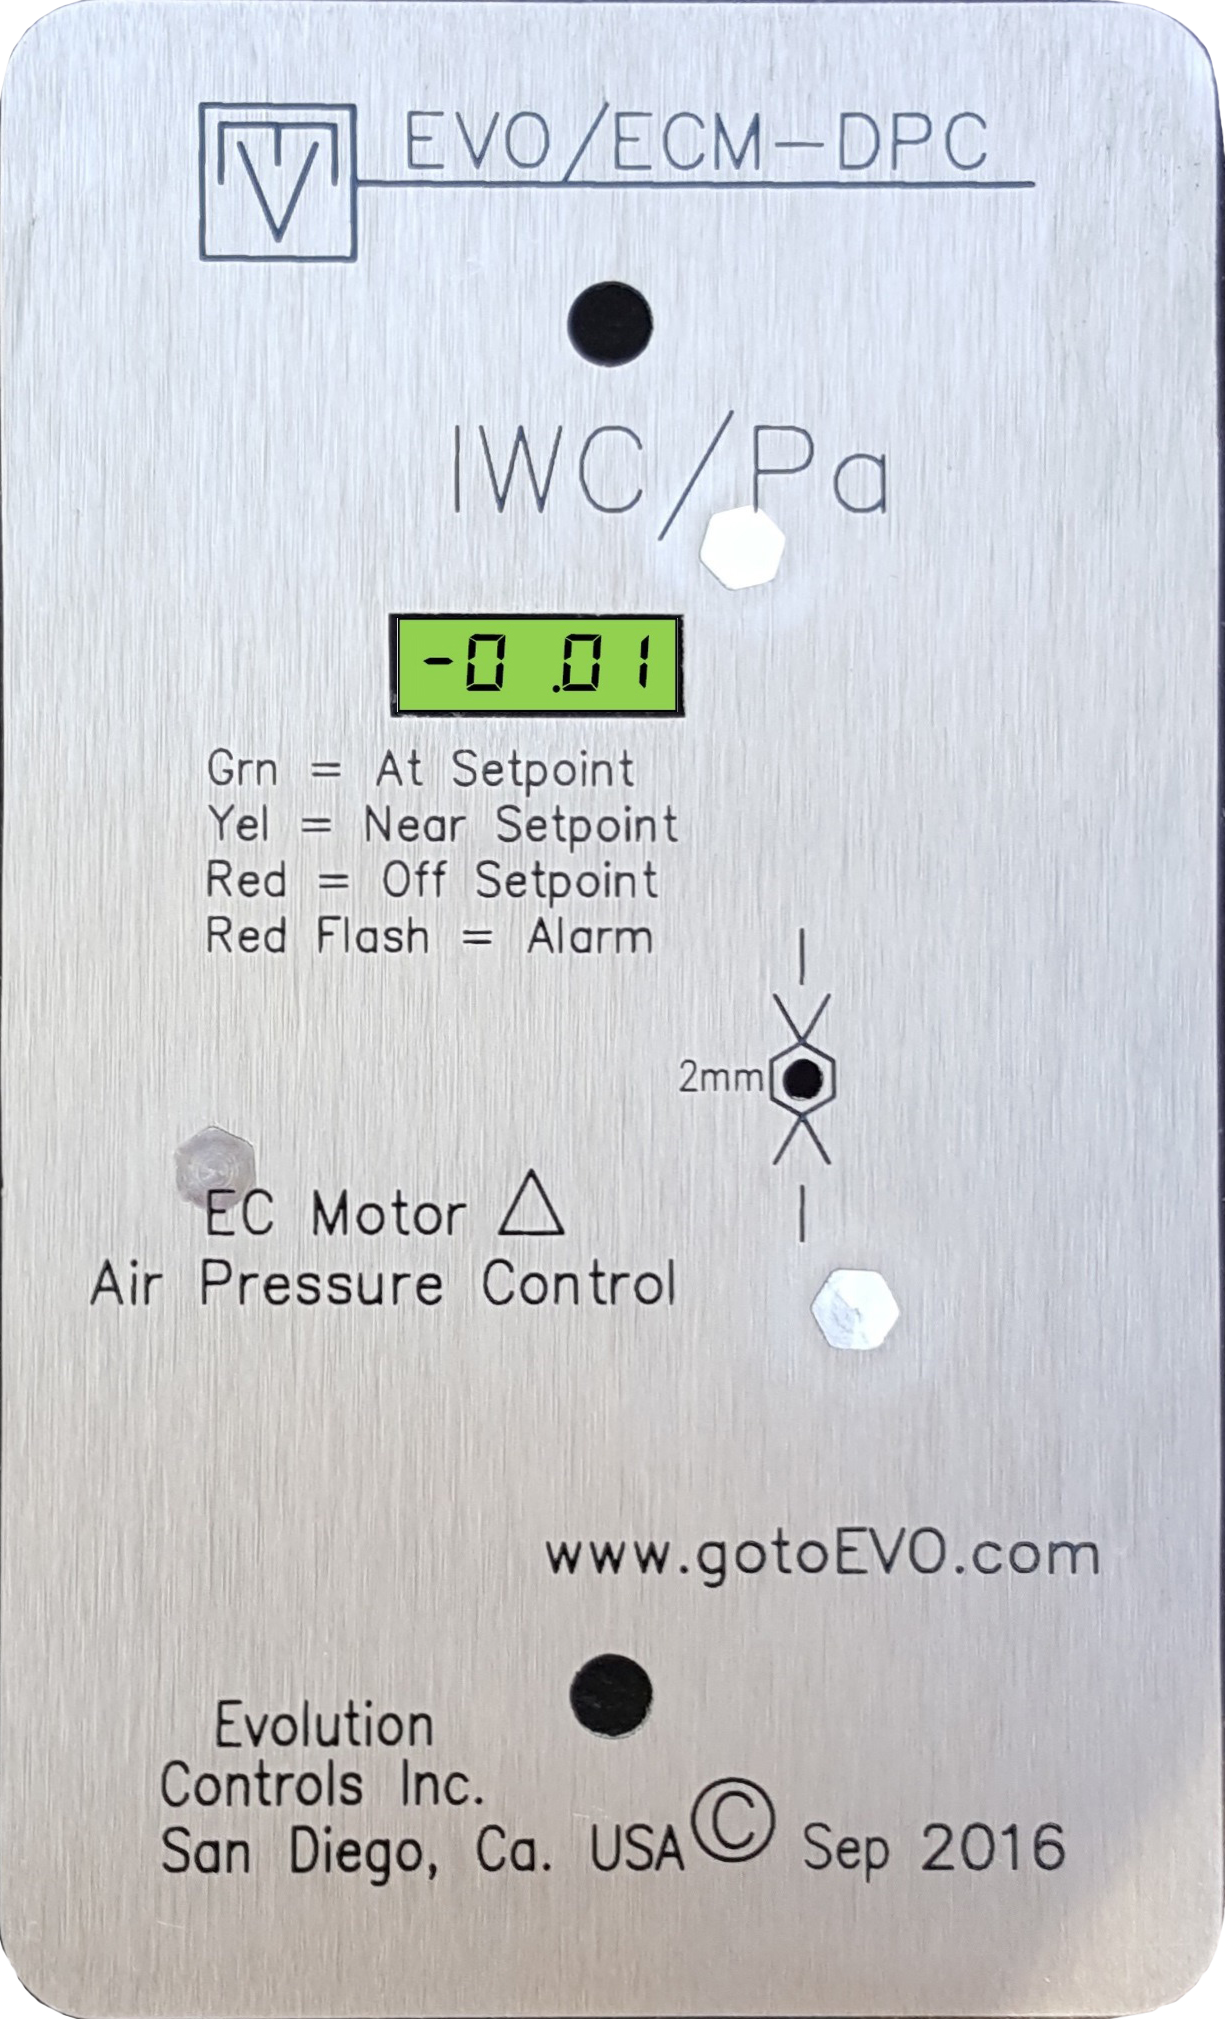 EVO/ECM-DPC
IWC/Pa
-0.01
Grn = At Setpoint
Yel = Near Setpoint
Red = Off Setpoint
Red Flash = Alarm
2mm
EC Motor △
Air Pressure Control
www.gotoEVO.com
Evolution
Controls Inc.
San Diego, Ca. USA © Sep 2016